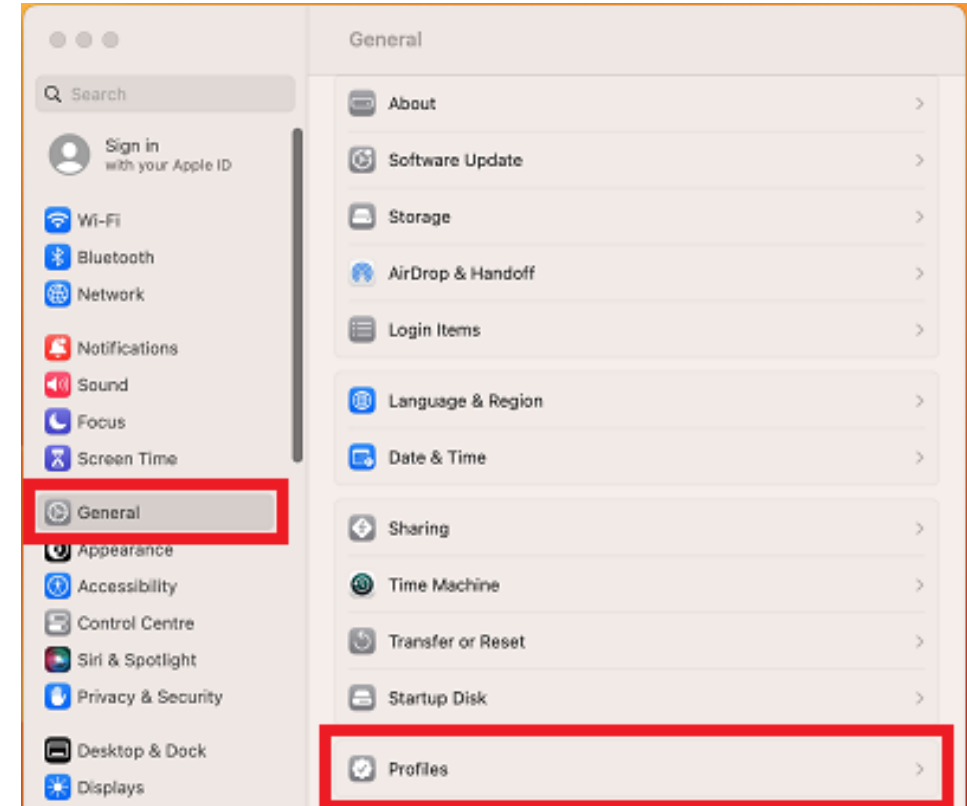 General
Search
Sign in
with your Apple ID
Wi-Fi
Bluetooth
Network
Notifications
Sound
Focus
Screen Time
General
Appearance
Accessibility
Control Centre
Siri & Spotlight
Privacy & Security
Desktop & Dock
Displays
About
Software Update
Storage
AirDrop & Handoff
Login Items
Language & Region
Date & Time
Sharing
Time Machine
Transfer or Reset
Startup Disk
Profiles